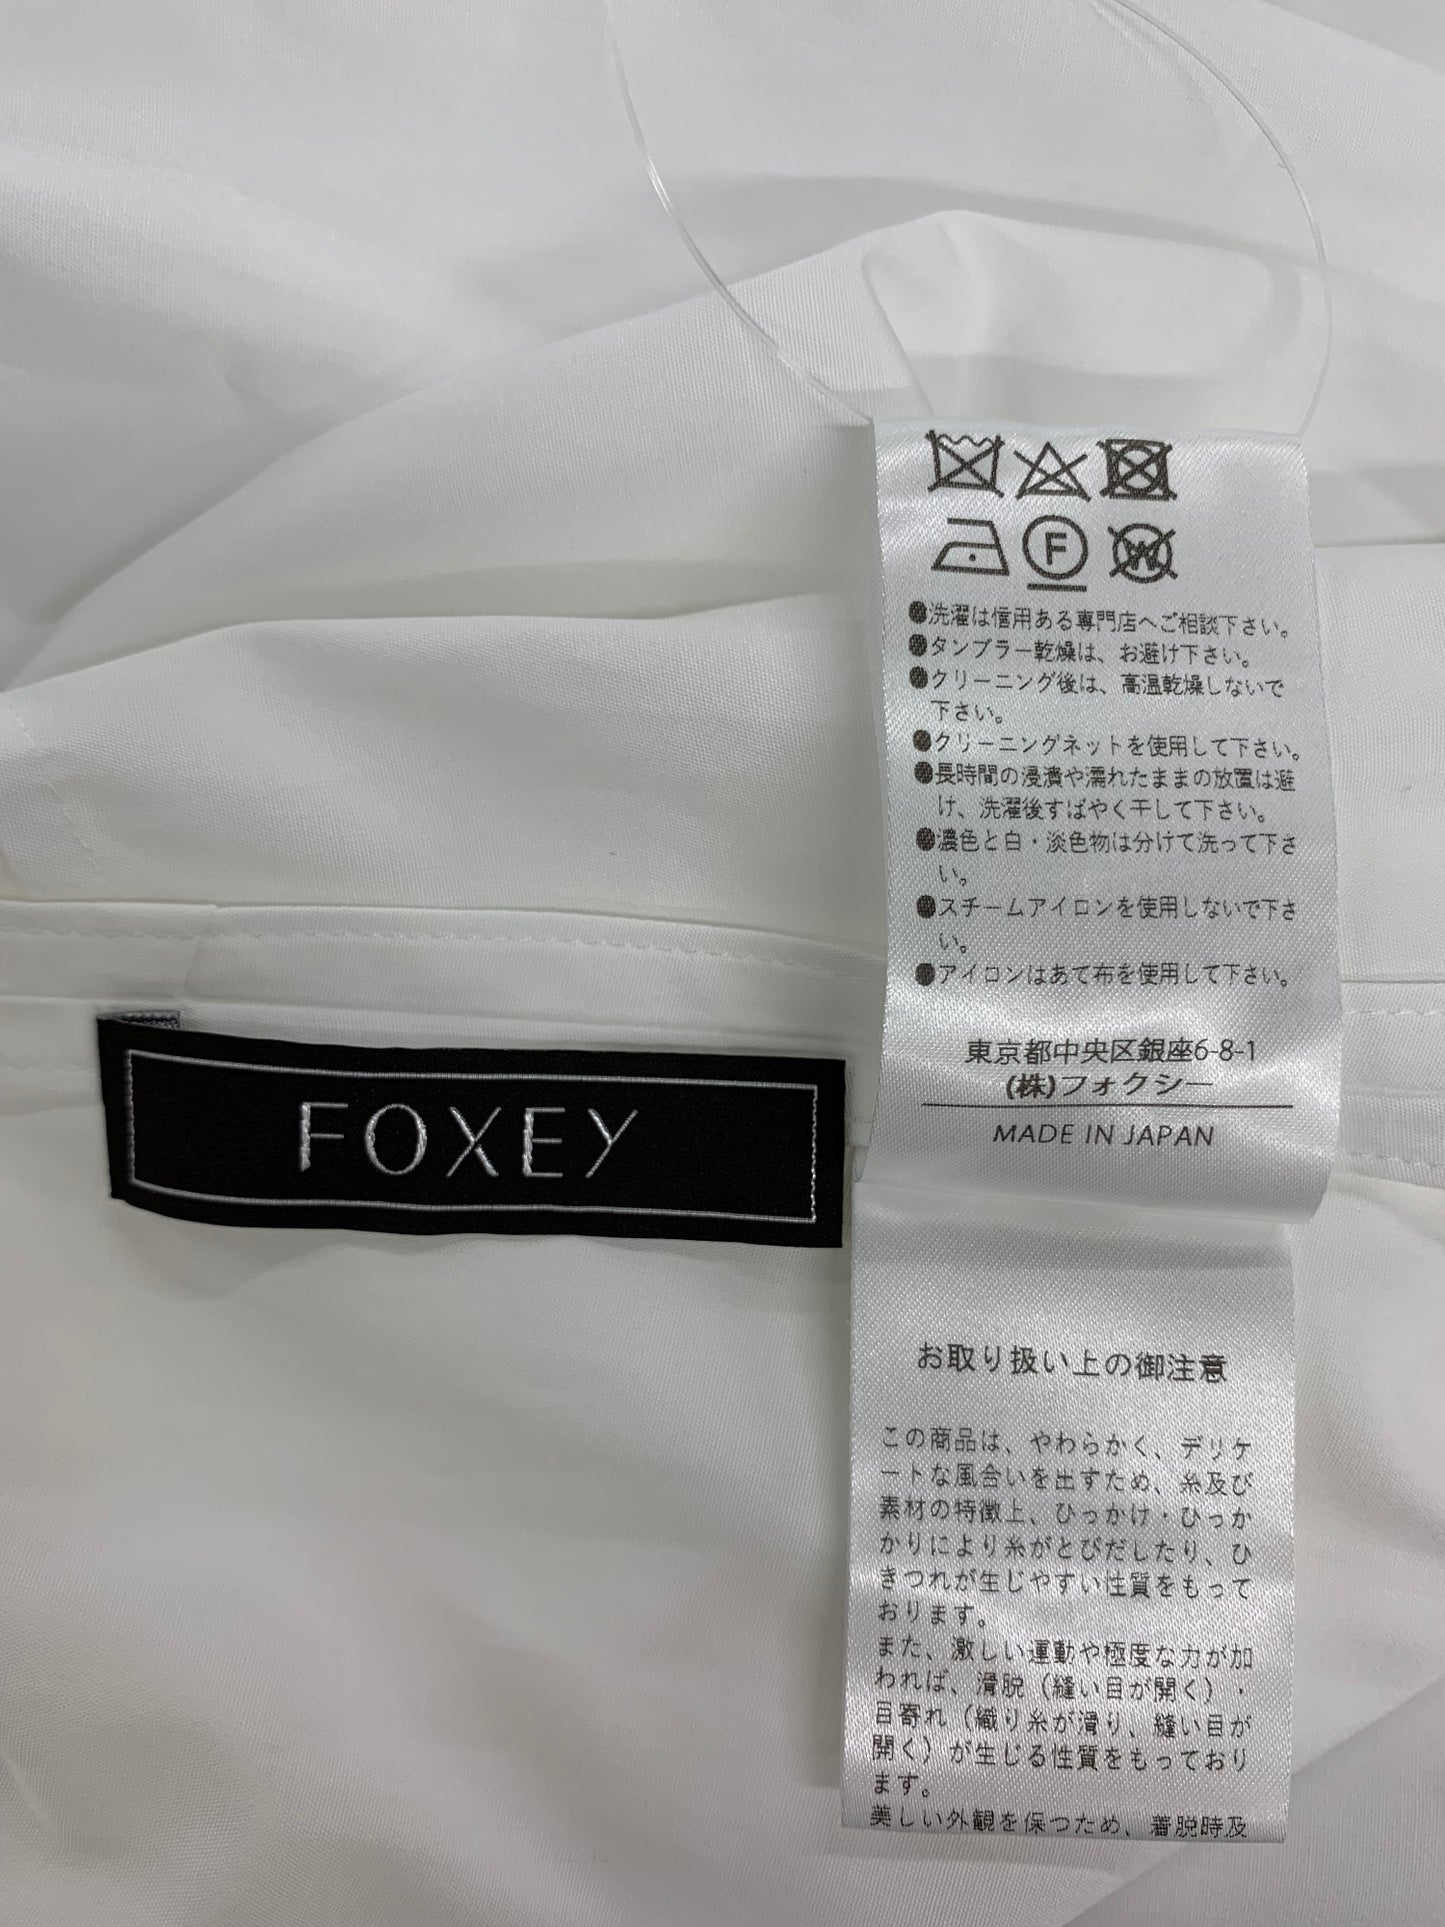 FOXEY
F
W
●洗濯は信用ある専門店へご相談下さい。
●タンブラー乾燥は、お避け下さい。
●クリーニング後は、高温乾燥しないで
下さい。
●クリーニングネットを使用して下さい。
●長時間の浸漬や濡れたままの放置は避
け、洗濯後すばやく干して下さい。
●濃色と白・淡色物は分けて洗って下さ
い。
●スチームアイロンを使用しないで下さ
い。
●アイロンはあて布を使用して下さい。
東京都中央区銀座6-8-1
(株)フォクシー
MADE IN JAPAN
お取り扱い上の御注意
この商品は、やわらかく、デリケ
ートな風合いを出すため、糸及び
素材の特徴上、ひっかけ・ひっか
かりにより糸がとびだしたり、ひ
きつれが生じやすい性質をもって
おります。
また、激しい運動や極度な力が加
われば、滑脱（縫い目が開く）・
目寄れ（織り糸が滑り、縫い目が
開く）が生じる性質をもっており
ます。
美しい外観を保つため、着脱時及